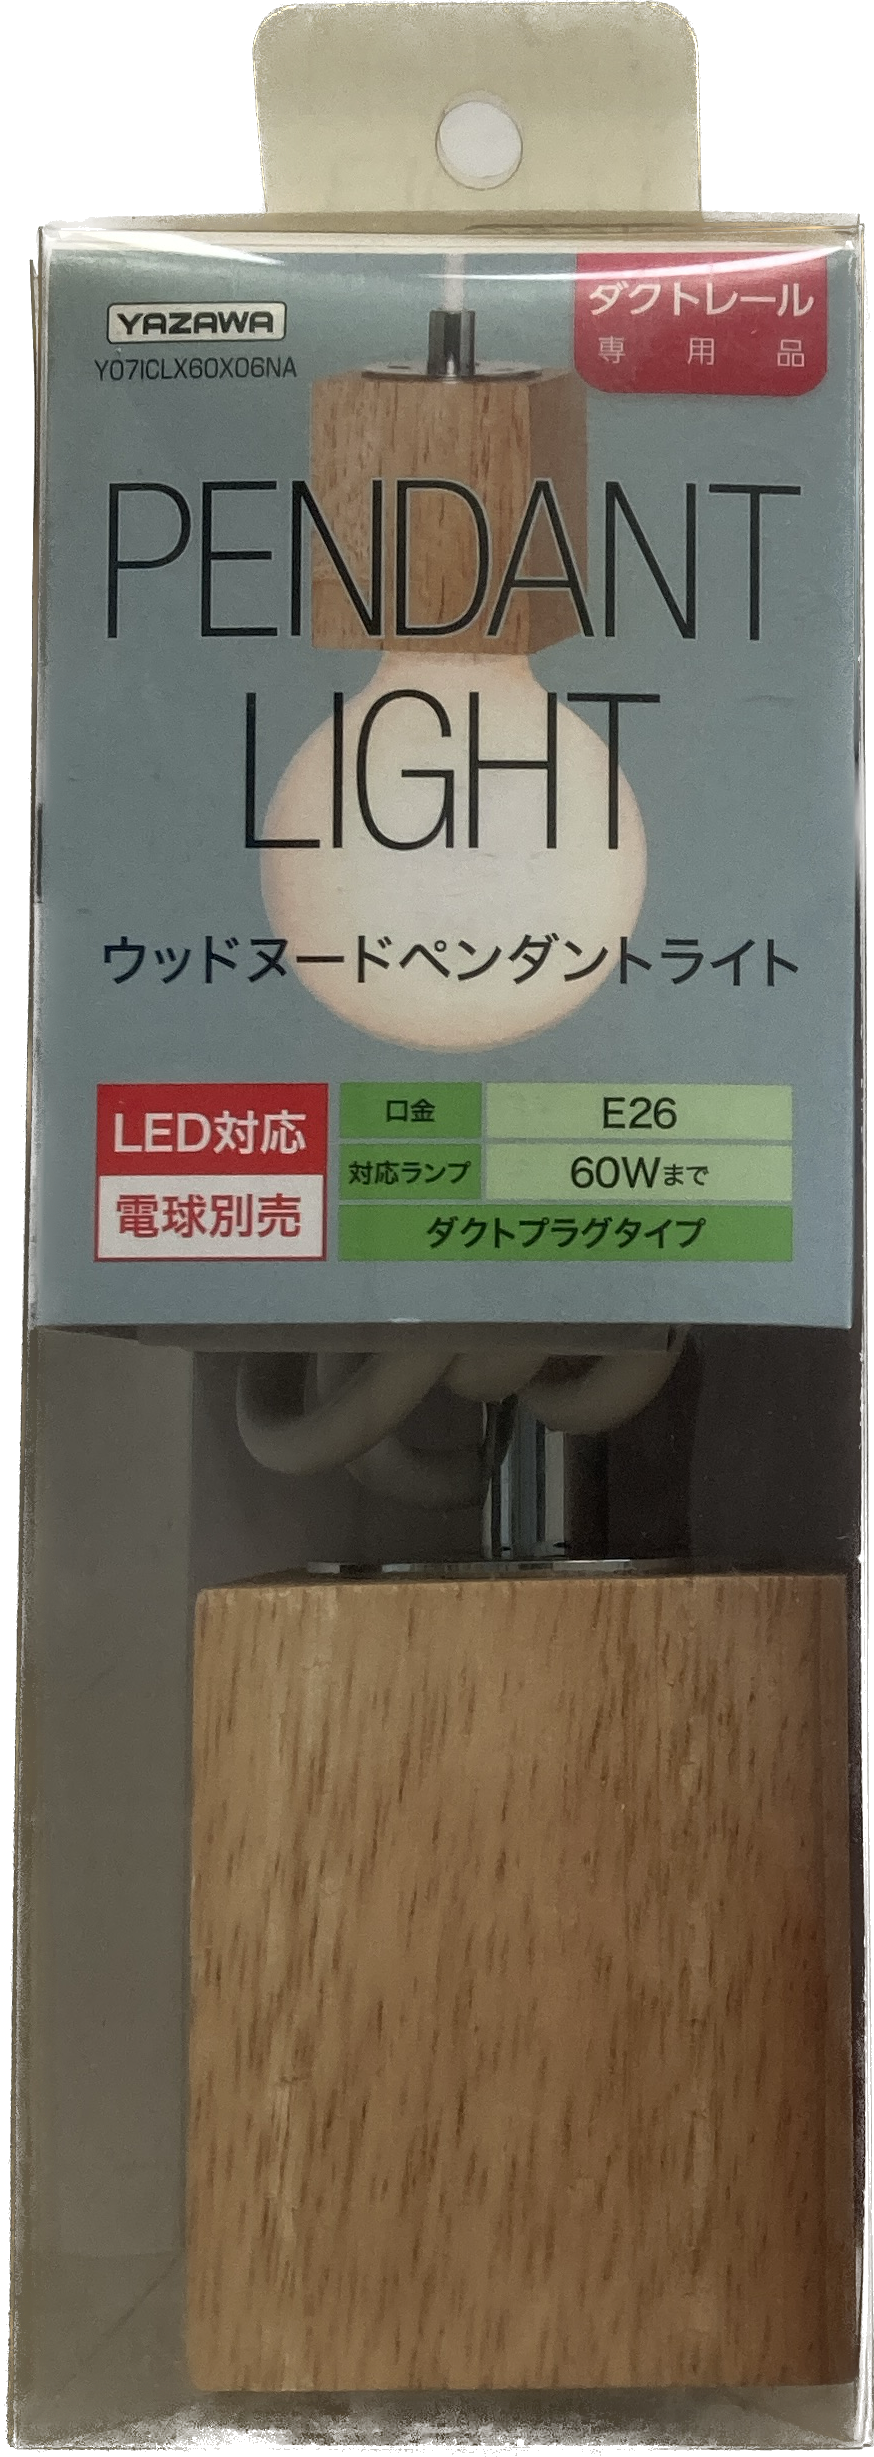 YAZAWA
Y07ICLX60X06NA
ダクトレール
専用品
PENDANT
LIGHT
ウッドヌードペンダントライト
LED対応
電球別売
口金 E26
対応ランプ 60Wまで
ダクトプラグタイプ